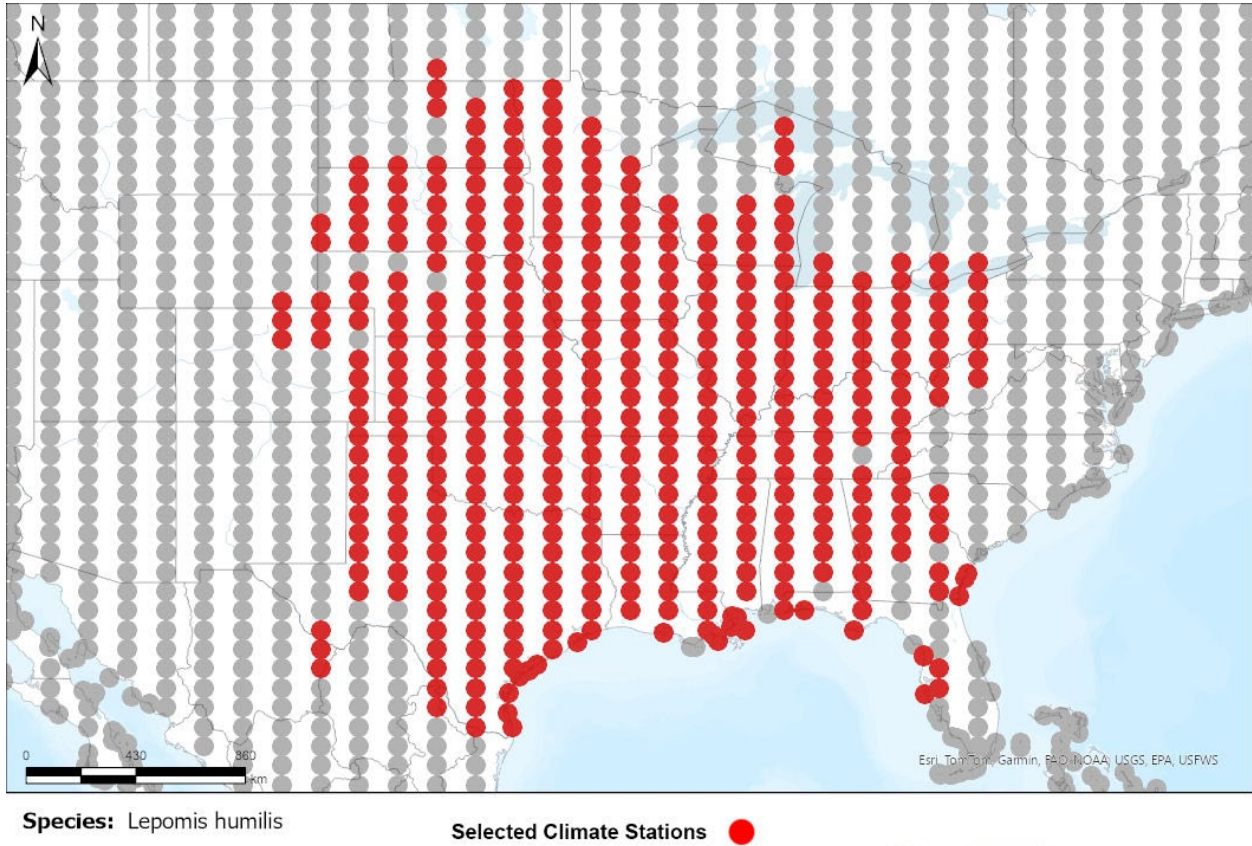 N
0 430 860
km
Esri, TomTom, Garmin, FAO, NOAA, USGS, EPA, USFWS
Species: Lepomis humilis
Selected Climate Stations